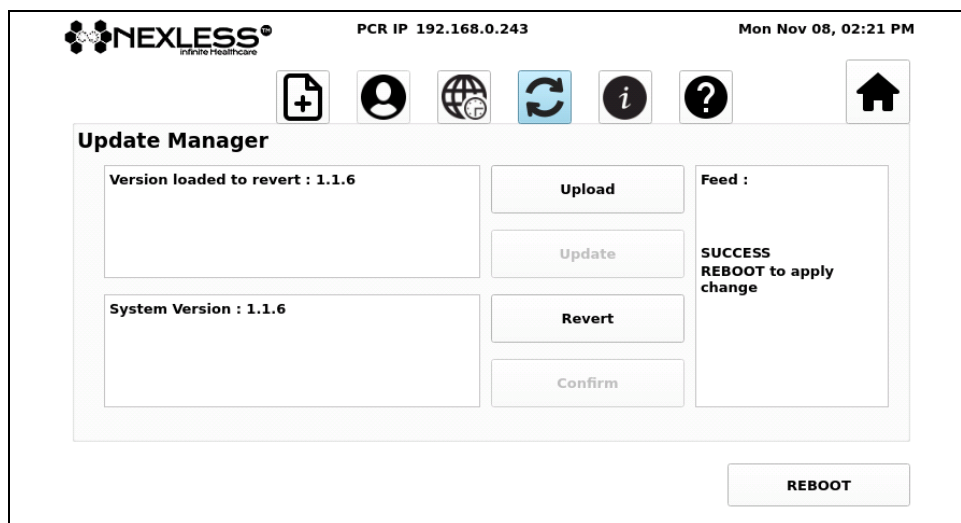 NEXLESS™
Infinite Healthcare
PCR IP 192.168.0.243
Mon Nov 08, 02:21 PM
Update Manager
Version loaded to revert : 1.1.6
Upload
Update
Feed :
SUCCESS
REBOOT to apply
change
System Version : 1.1.6
Revert
Confirm
REBOOT